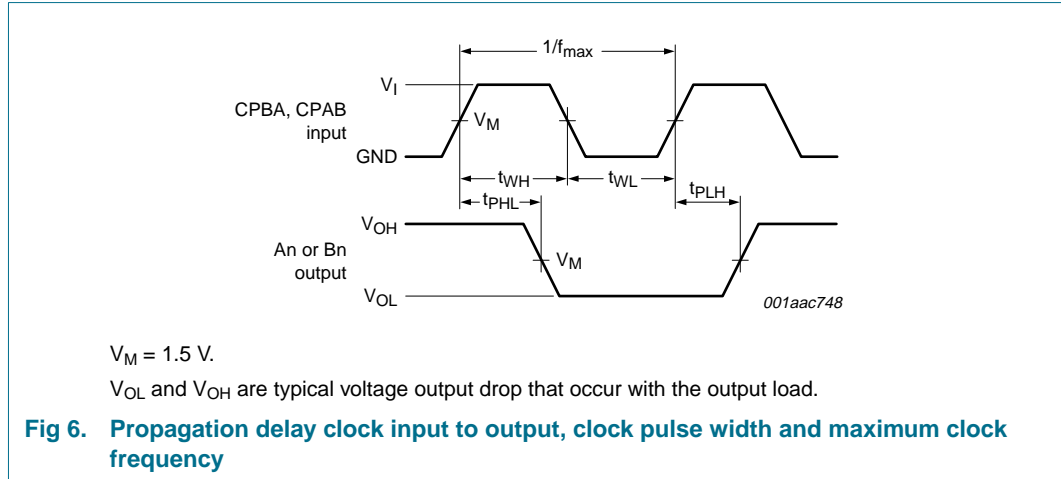 1/fmax
VI
CPBA, CPAB
input
VM
GND
tWH
tWL
tPHL
tPLH
VOH
An or Bn
output
VM
VOL
001aac748
VM = 1.5 V.
VOL and VOH are typical voltage output drop that occur with the output load.
Fig 6. Propagation delay clock input to output, clock pulse width and maximum clock
frequency